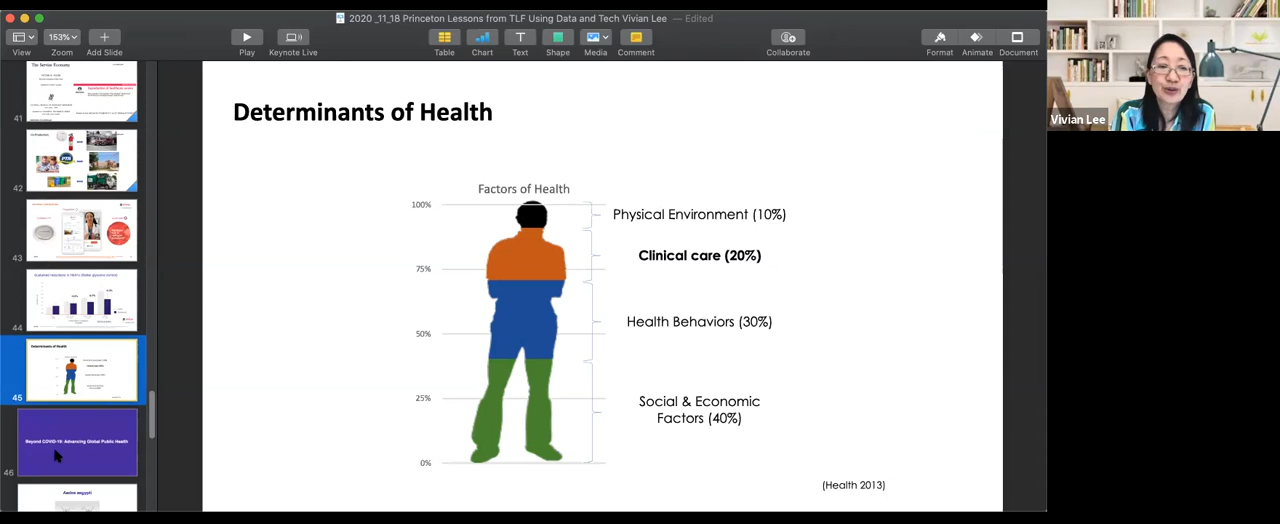 2020 _11_18 Princeton Lessons from TLF Using Data and Tech Vivian Lee — Edited
153%
View
Zoom
Add Slide
Play
Keynote Live
Table
Chart
Text
Shape
Media
Comment
Collaborate
Format
Animate
Document
Vivian Lee
The Service Economy
41
42
43
44
Determinants of Health
45
Beyond COVID-19: Advancing Global Public Health
46
Aedes aegypti
Determinants of Health
Factors of Health
100%
75%
50%
25%
0%
Physical Environment (10%)
Clinical care (20%)
Health Behaviors (30%)
Social & Economic
Factors (40%)
(Health 2013)